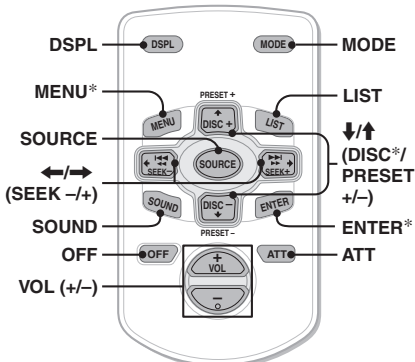 DSPL
DSPL
MODE
MODE
PRESET +
MENU*
MENU
DISC +
LIST
LIST
SOURCE
SEEK–
SOURCE
SEEK+
←/→
(SEEK –/+)
↓/↑
(DISC*/
PRESET
+/–)
SOUND
SOUND
DISC –
ENTER
ENTER*
PRESET –
OFF
OFF
ATT
ATT
VOL (+/–)
+
VOL
–